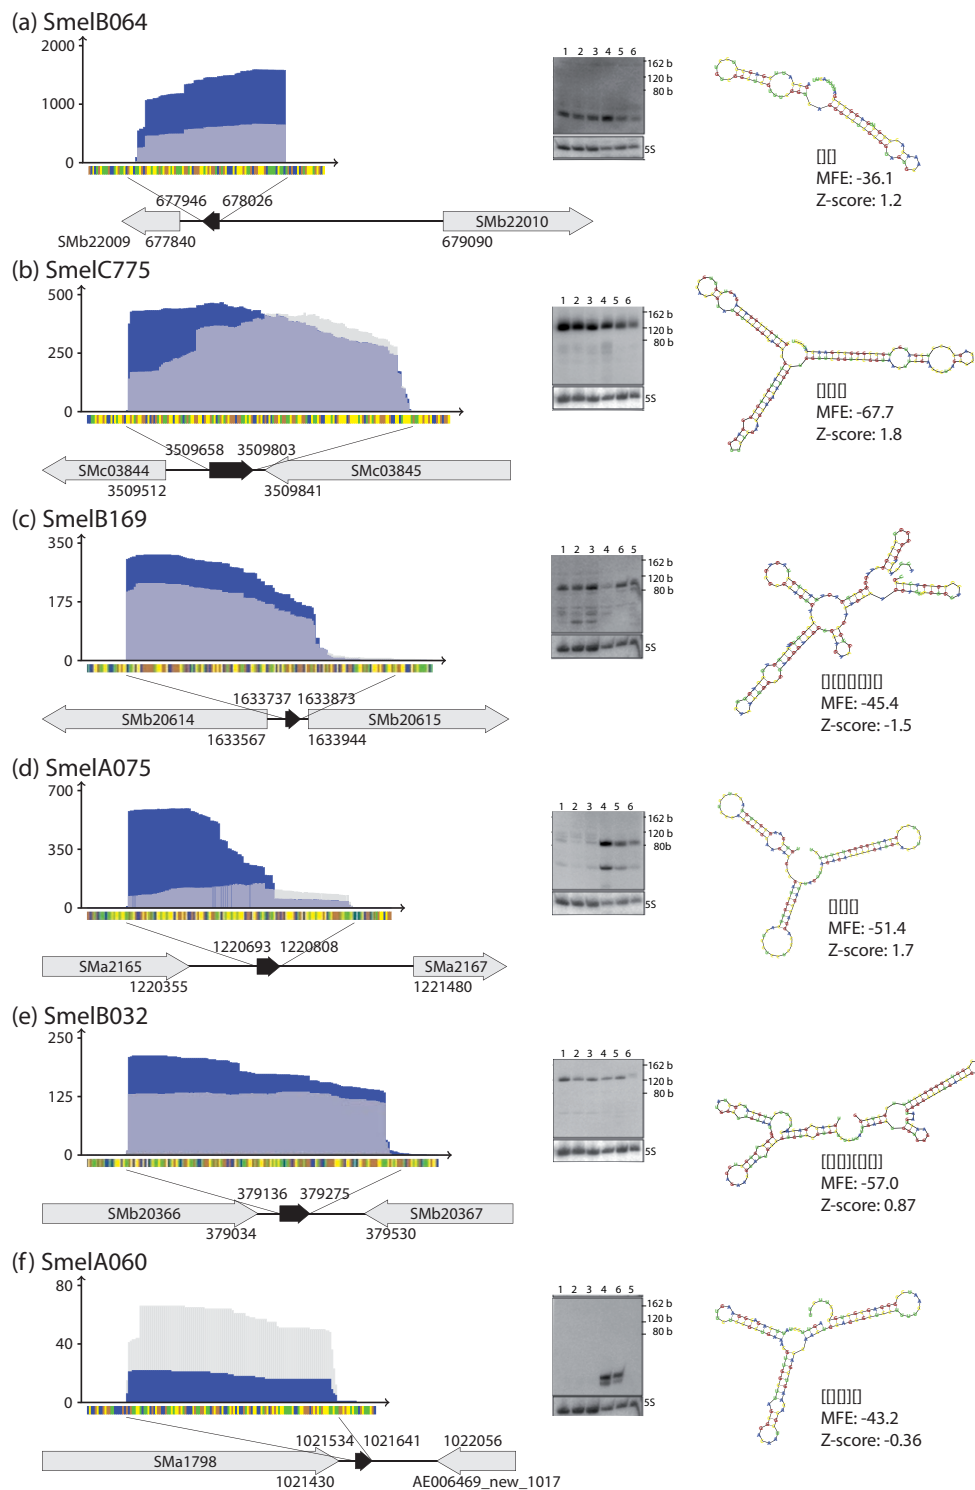 (a) SmelB064
2000
1000
0
1 2 3 4 5 6
162 b
120 b
80 b
5S
[][]
MFE: -36.1
Z-score: 1.2
677946 678026
SMb22010
SMb22009 677840 679090
(b) SmelC775
500
250
0
1 2 3 4 5 6
162 b
120 b
80 b
5S
[][][]
MFE: -67.7
Z-score: 1.8
3509658 3509803
SMc03844 SMc03845
3509512 3509841
(c) SmelB169
350
175
0
1 2 3 4 6 5
162 b
120 b
80 b
5S
[][[][][]][]
MFE: -45.4
Z-score: -1.5
1633737 1633873
SMb20614 SMb20615
1633567 1633944
(d) SmelA075
700
350
0
1 2 3 4 5 6
162 b
120 b
80b
5S
[][][]
MFE: -51.4
Z-score: 1.7
1220693 1220808
SMa2165 SMa2167
1220355 1221480
(e) SmelB032
250
125
0
1 2 3 4 5 6
162 b
120 b
80 b
5S
[[][]][[][]]
MFE: -57.0
Z-score: 0.87
379136 379275
SMb20366 SMb20367
379034 379530
(f) SmelA060
80
40
0
1 2 3 4 6 5
162 b
120 b
80 b
5S
[[][]][]
MFE: -43.2
Z-score: -0.36
1021534 1021641 1022056
SMa1798
1021430 AE006469_new_1017